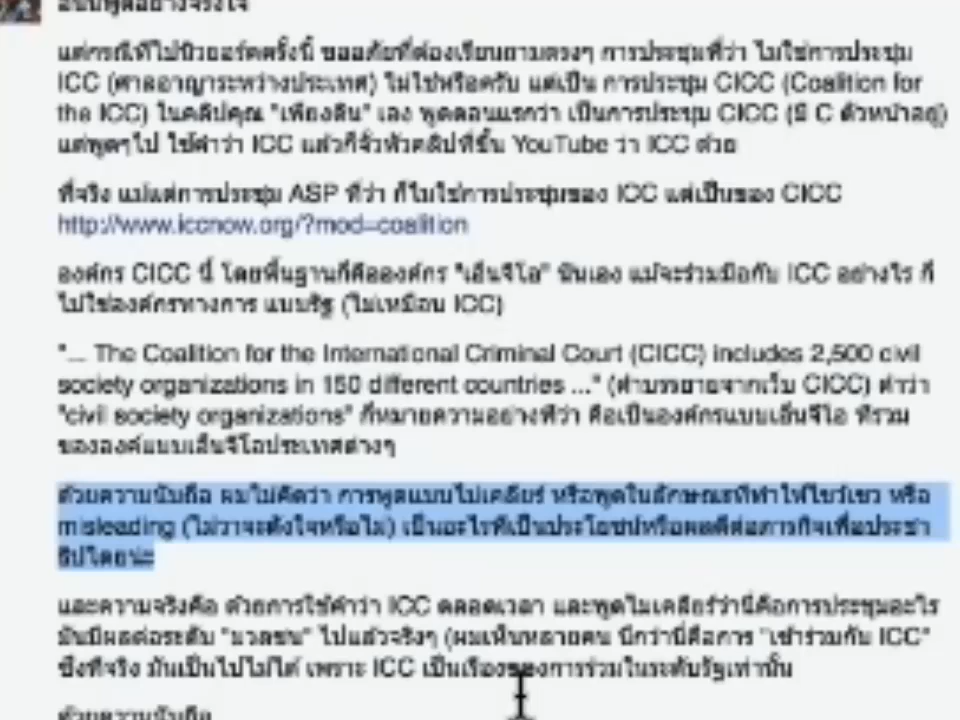 แต่กรณีที่ไปนิวยอร์คครั้งนี้ ขออภัยที่ต้องเรียนถามตรงๆ การประชุมที่ว่า ไม่ใช่การประชุม
ICC (ศาลอาญาระหว่างประเทศ) ไม่ใช่หรือครับ แต่เป็น การประชุม CICC (Coalition for
the ICC) ในคลิปคุณ "เพียงดิน" เอง พูดตอนแรกว่า เป็นการประชุม CICC (มี C ตัวหน้าอยู่)
แต่พูดๆไป ใช้คำว่า ICC แล้วก็จั่วหัวคลิปที่ขึ้น YouTube ว่า ICC ด้วย
ที่จริง แม้แต่การประชุม ASP ที่ว่า ก็ไม่ใช่การประชุมของ ICC แต่เป็นของ CICC
http://www.iccnow.org/?mod=coalition
องค์กร CICC นี้ โดยพื้นฐานก็คือองค์กร "เอ็นจีโอ" นั่นเอง แม้จะร่วมมือกับ ICC อย่างไร ก็
ไม่ใช่องค์กรทางการ แบบรัฐ (ไม่เหมือน ICC)
"... The Coalition for the International Criminal Court (CICC) includes 2,500 civil
society organizations in 150 different countries ..." (คำบรรยายจากเว็บ CICC) คำว่า
"civil society organizations" ก็หมายความอย่างที่ว่า คือเป็นองค์กรแบบเอ็นจีโอ ที่รวม
ขององค์แบบเอ็นจีโอประเทศต่างๆ
ด้วยความนับถือ ผมไม่คิดว่า การพูดแบบไม่เคลียร์ หรือพูดในลักษณะที่ทำให้ไขว้เขว หรือ
misleading (ไม่ว่าจะตั้งใจหรือไม่) เป็นอะไรที่เป็นประโยชน์หรือผลดีต่อภารกิจเพื่อประชา
ธิปไตยนะ
และความจริงคือ ด้วยการใช้คำว่า ICC ตลอดเวลา และพูดไม่เคลียร์ว่านี่คือการประชุมอะไร
มันมีผลต่อระดับ "มวลชน" ไปแล้วจริงๆ (ผมเห็นหลายคน นึกว่านี่คือการ "เข้าร่วมกับ ICC"
ซึ่งที่จริง มันเป็นไปไม่ได้ เพราะ ICC เป็นเรื่องของการร่วมในระดับรัฐเท่านั้น
ด้วยความนับถือ